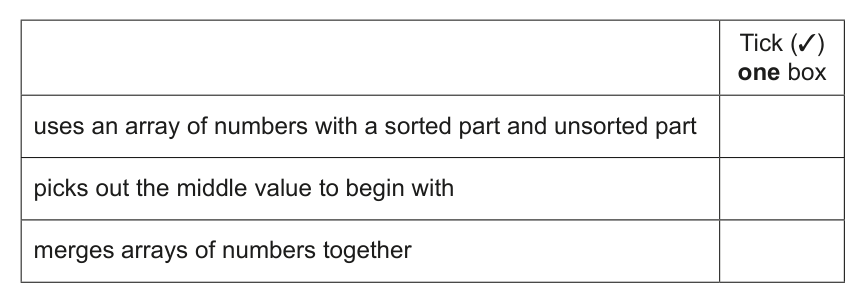 Tick (✓)
one box
uses an array of numbers with a sorted part and unsorted part
picks out the middle value to begin with
merges arrays of numbers together